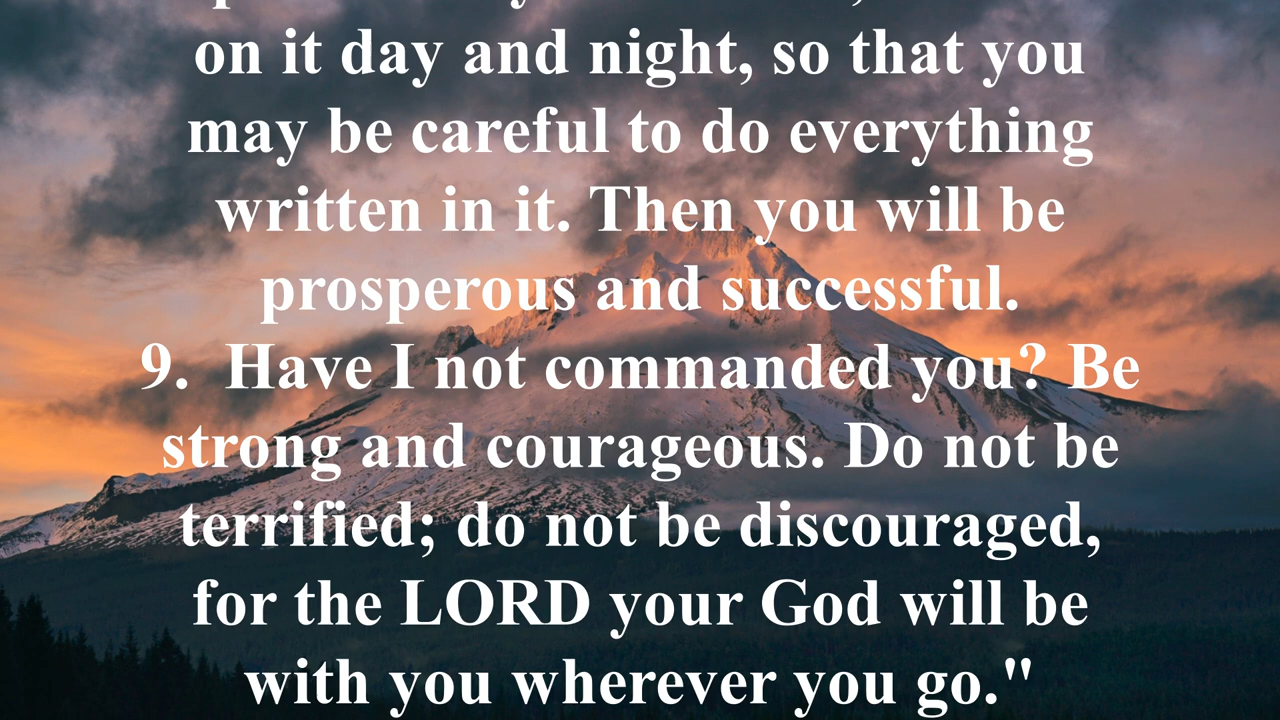 on it day and night, so that you
may be careful to do everything
written in it. Then you will be
prosperous and successful.
9.  Have I not commanded you? Be
strong and courageous. Do not be
terrified; do not be discouraged,
for the LORD your God will be
with you wherever you go."